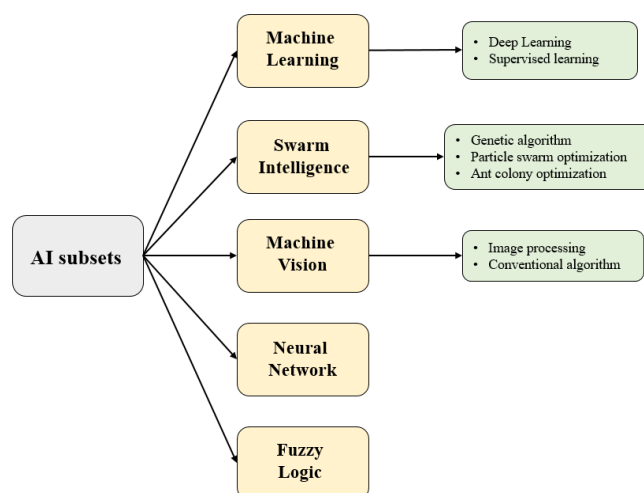 Machine
Learning
• Deep Learning
• Supervised learning
Swarm
Intelligence
• Genetic algorithm
• Particle swarm optimization
• Ant colony optimization
AI subsets
Machine
Vision
• Image processing
• Conventional algorithm
Neural
Network
Fuzzy
Logic